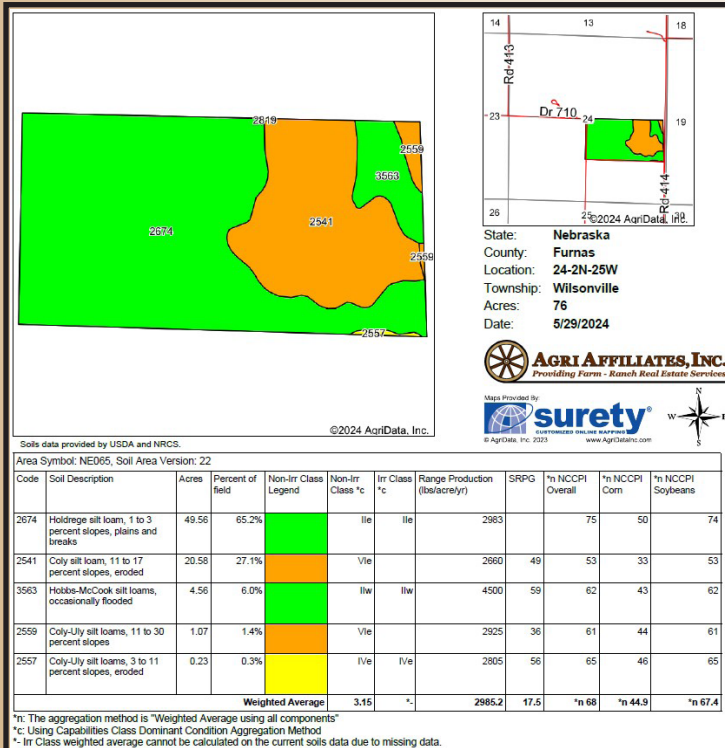 2819
2559
3563
2674
2541
2559
2557
©2024 AgriData, Inc.
Soils data provided by USDA and NRCS.
14 13 18
Rd-413
Dr 710
23 24 19
Rd-414
26 25 30
©2024 AgriData, Inc.
State: Nebraska
County: Furnas
Location: 24-2N-25W
Township: Wilsonville
Acres: 76
Date: 5/29/2024
AGRI AFFILIATES, INC.
Providing Farm - Ranch Real Estate Services
Maps Provided By
surety®
CUSTOMIZED ONLINE MAPPING
© AgriData, Inc. 2023 www.AgriDataInc.com
N
Area Symbol: NE065, Soil Area Version: 22
Code Soil Description Acres Percent of field Non-Irr Class Legend Non-Irr Class *c Irr Class *c Range Production (lbs/acre/yr) SRPG *n NCCPI Overall *n NCCPI Corn *n NCCPI Soybeans
2674 Holdrege silt loam, 1 to 3 percent slopes, plains and breaks 49.56 65.2% IIe IIe 2983 75 50 74
2541 Coly silt loam, 11 to 17 percent slopes, eroded 20.58 27.1% VIe 2660 49 53 33 53
3563 Hobbs-McCook silt loams, occasionally flooded 4.56 6.0% IIw IIw 4500 59 62 43 62
2559 Coly-Uly silt loams, 11 to 30 percent slopes 1.07 1.4% VIe 2925 36 61 44 61
2557 Coly-Uly silt loams, 3 to 11 percent slopes, eroded 0.23 0.3% IVe IVe 2805 56 65 46 65
Weighted Average 3.15 *- 2985.2 17.5 *n 68 *n 44.9 *n 67.4
*n: The aggregation method is "Weighted Average using all components"
*c: Using Capabilities Class Dominant Condition Aggregation Method
*- Irr Class weighted average cannot be calculated on the current soils data due to missing data.